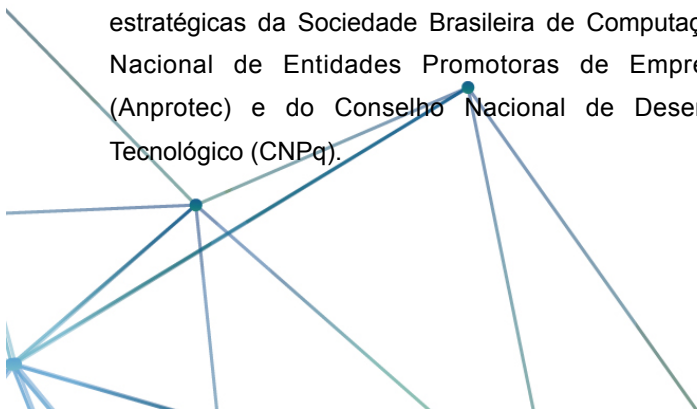 estratégicas da Sociedade Brasileira de Computaç
Nacional de Entidades Promotoras de Empre
(Anprotec) e do Conselho Nacional de Desen
Tecnológico (CNPq).